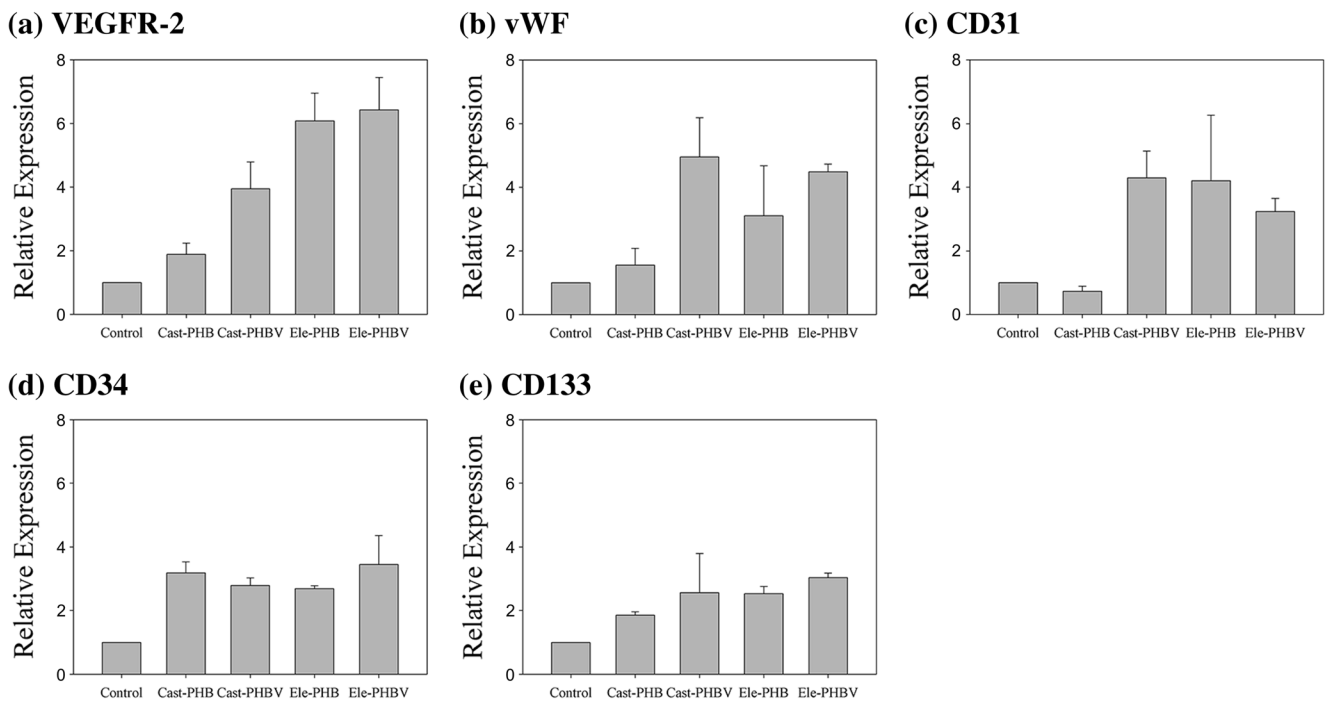 (a) VEGFR-2
Relative Expression
8
6
4
2
0
Control Cast-PHB Cast-PHBV Ele-PHB Ele-PHBV
(b) vWF
Relative Expression
8
6
4
2
0
Control Cast-PHB Cast-PHBV Ele-PHB Ele-PHBV
(c) CD31
Relative Expression
8
6
4
2
0
Control Cast-PHB Cast-PHBV Ele-PHB Ele-PHBV
(d) CD34
Relative Expression
8
6
4
2
0
Control Cast-PHB Cast-PHBV Ele-PHB Ele-PHBV
(e) CD133
Relative Expression
8
6
4
2
0
Control Cast-PHB Cast-PHBV Ele-PHB Ele-PHBV